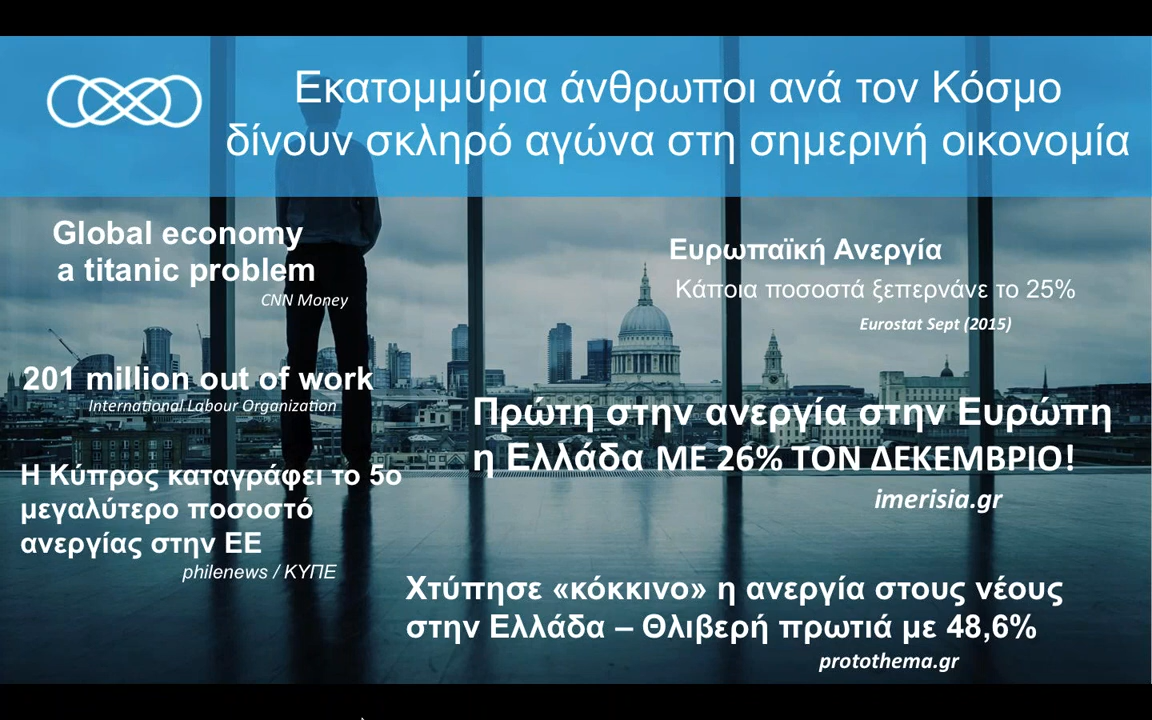 Εκατομμύρια άνθρωποι ανά τον Κόσμο
δίνουν σκληρό αγώνα στη σημερινή οικονομία
Global economy
a titanic problem
CNN Money
201 million out of work
International Labour Organization
Η Κύπρος καταγράφει το 5ο
μεγαλύτερο ποσοστό
ανεργίας στην ΕΕ
philenews / ΚΥΠΕ
Ευρωπαϊκή Ανεργία
Κάποια ποσοστά ξεπερνάνε το 25%
Eurostat Sept (2015)
Πρώτη στην ανεργία στην Ευρώπη
η Ελλάδα ΜΕ 26% ΤΟΝ ΔΕΚΕΜΒΡΙΟ!
imerisia.gr
Χτύπησε «κόκκινο» η ανεργία στους νέους
στην Ελλάδα – Θλιβερή πρωτιά με 48,6%
protothema.gr